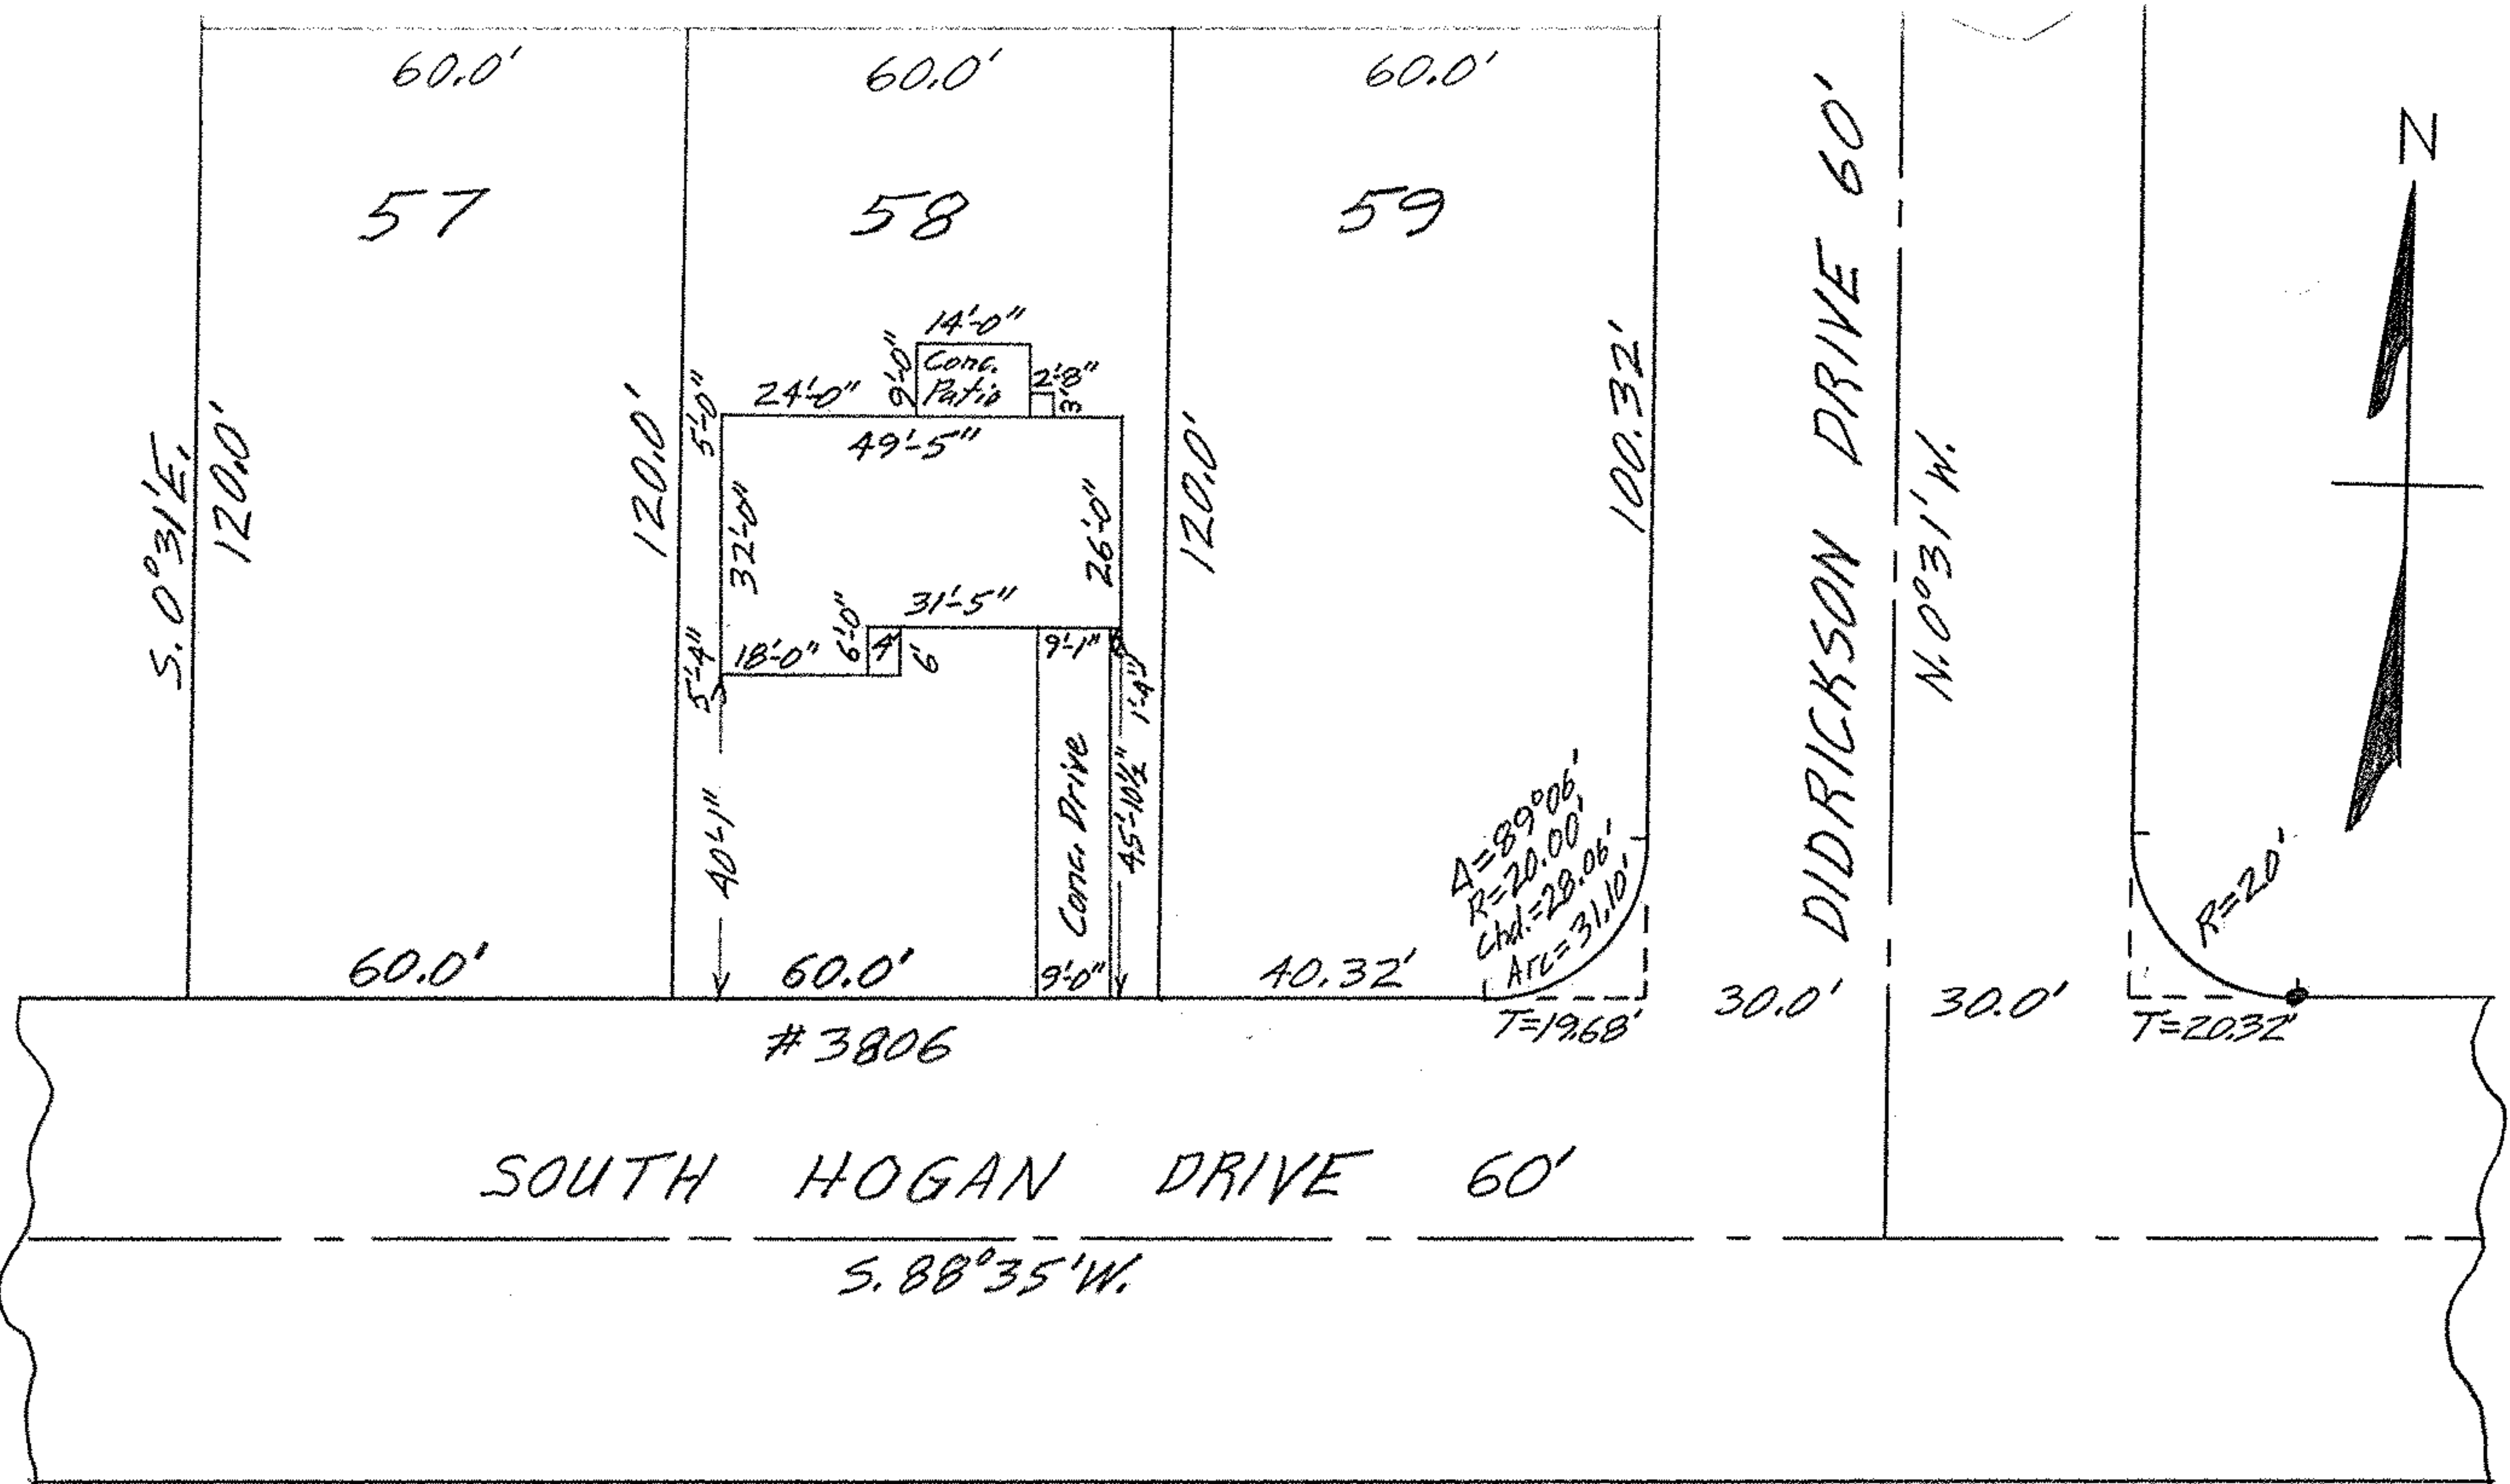 60.0'
60.0'
60.0'
N
57
58
59
DIDRICKSON DRIVE 60'
N. 0°31'W.
14'-0"
9'-0"
Conc.
Patio
2'-8"
3'
24'-0"
5'-0"
49'-5"
S. 0°31'E.
120.0'
120.0'
32'-0"
26'-0"
120.0'
100.32'
31'-5"
6'-0"
4
6'
18'-0"
5'-4"
9'-1"
1'-4"
40'-1"
Conc. Drive
45'-10½"
Δ=89°06'
R=20.00'
Chd.=28.06'
Arc=31.10'
R=20'
60.0'
60.0'
9'-0"
40.32'
T=19.68'
30.0'
30.0'
T=20.32'
#3806
SOUTH HOGAN DRIVE 60'
S. 88°35'W.